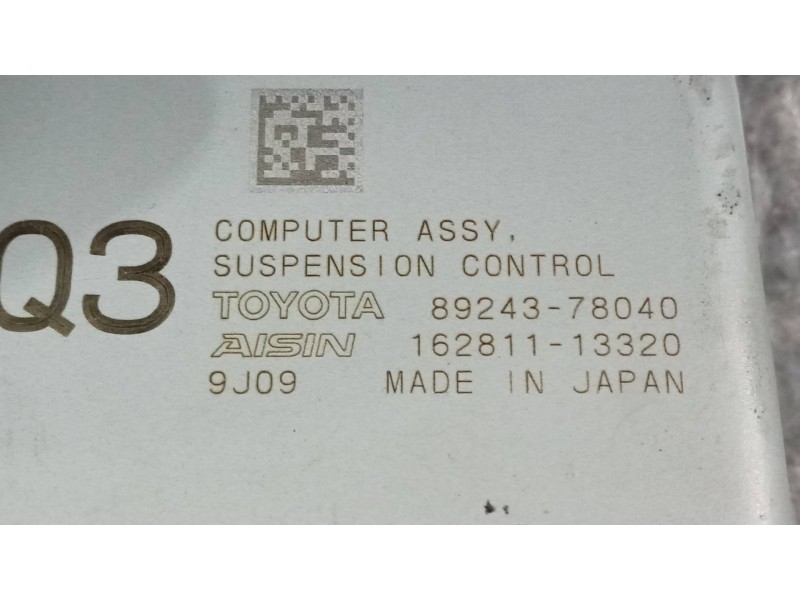 Q3
COMPUTER ASSY,
SUSPENSION CONTROL
TOYOTA 89243-78040
AISIN 162811-13320
9J09 MADE IN JAPAN